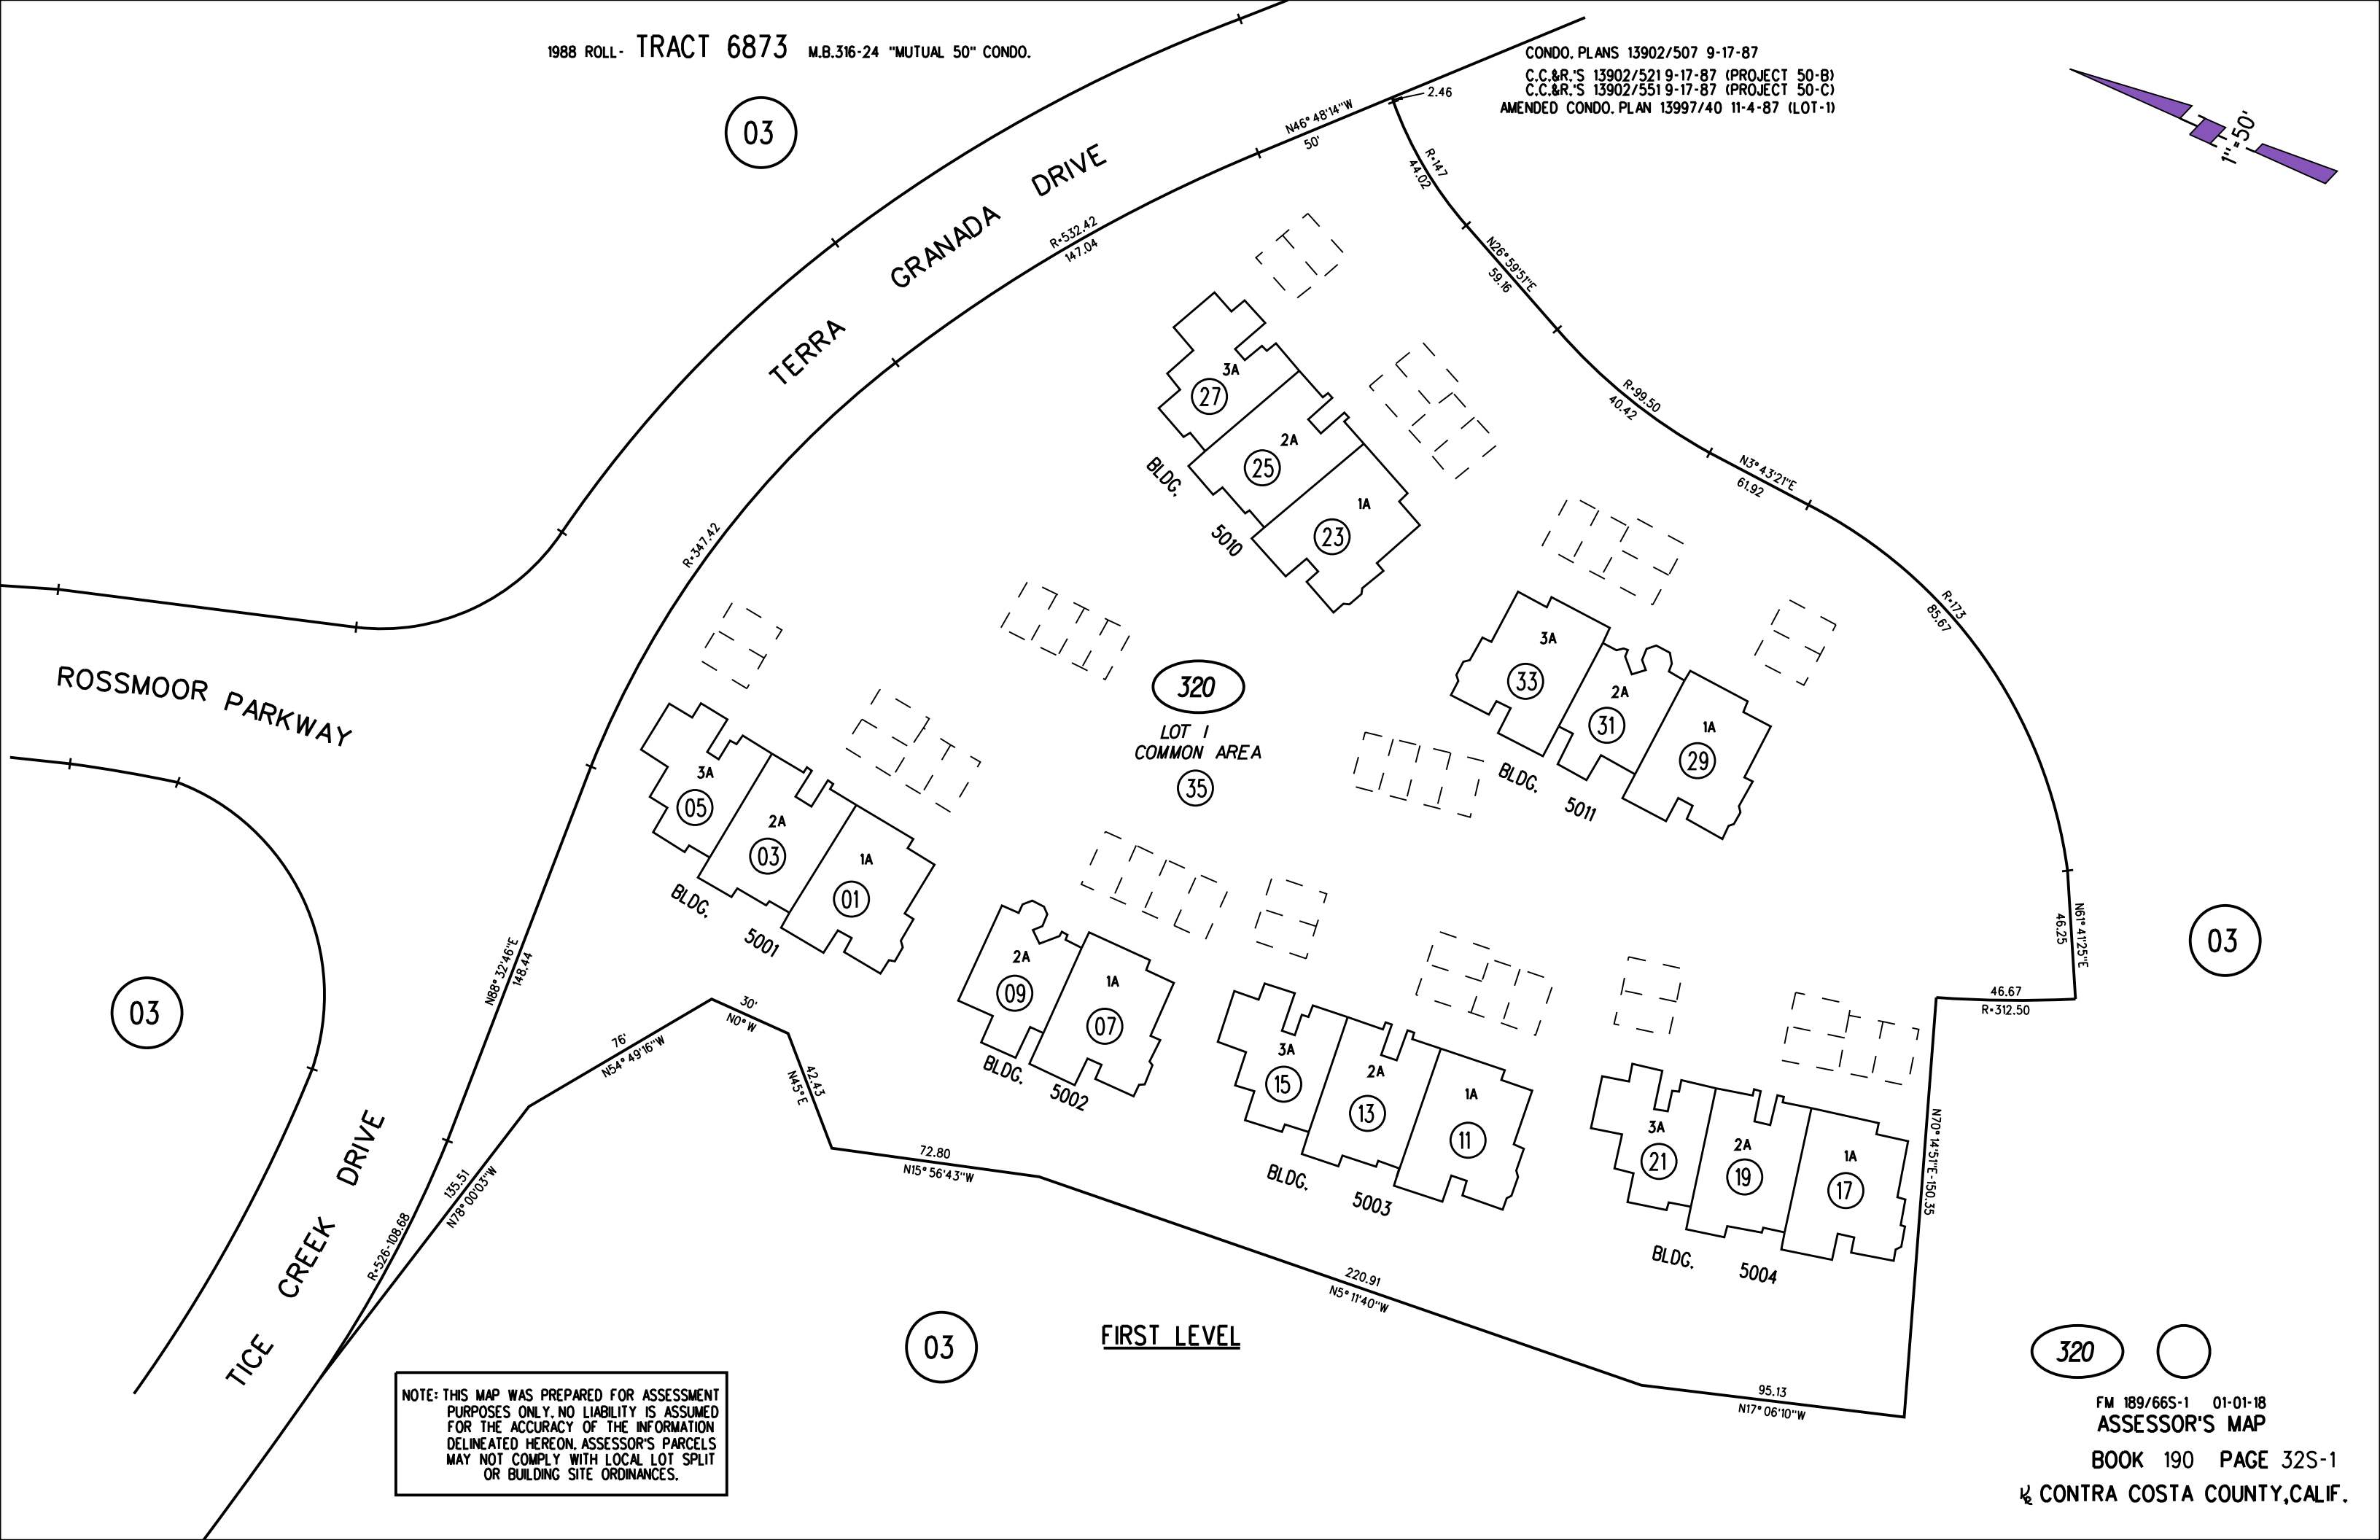 1988 ROLL- TRACT 6873 M.B.316-24 "MUTUAL 50" CONDO.
CONDO. PLANS 13902/507 9-17-87
C.C.&R.'S 13902/521 9-17-87 (PROJECT 50-B)
C.C.&R.'S 13902/551 9-17-87 (PROJECT 50-C)
AMENDED CONDO. PLAN 13997/40 11-4-87 (LOT-1)
1"=50'
03
2.46
N46°48'14"W
50'
R=147
44.02
TERRA GRANADA DRIVE
R=532.42
147.04
N26°59'51"E
59.16
R=99.50
40.42
N3°43'21"E
61.92
R=173
85.67
3A
27
2A
25
1A
23
BLDG. 5010
R=347.42
ROSSMOOR PARKWAY
320
LOT 1
COMMON AREA
35
3A
33
2A
31
1A
29
BLDG. 5011
3A
05
2A
03
1A
01
BLDG. 5001
N61°41'25"E
46.25
03
46.67
R=312.50
2A
09
1A
07
BLDG. 5002
3A
15
2A
13
1A
11
BLDG. 5003
3A
21
2A
19
1A
17
BLDG. 5004
N70°14'51"E-150.35
N88°32'46"E
148.44
03
30'
N0°W
76'
N54°49'16"W
42.43
N45°E
72.80
N15°56'43"W
135.51
N78°00'03"W
R=526-108.68
TICE CREEK DRIVE
220.91
N5°11'40"W
95.13
N17°06'10"W
03
FIRST LEVEL
NOTE: THIS MAP WAS PREPARED FOR ASSESSMENT
PURPOSES ONLY. NO LIABILITY IS ASSUMED
FOR THE ACCURACY OF THE INFORMATION
DELINEATED HEREON. ASSESSOR'S PARCELS
MAY NOT COMPLY WITH LOCAL LOT SPLIT
OR BUILDING SITE ORDINANCES.
320
FM 189/66S-1 01-01-18
ASSESSOR'S MAP
BOOK 190 PAGE 32S-1
CONTRA COSTA COUNTY,CALIF.